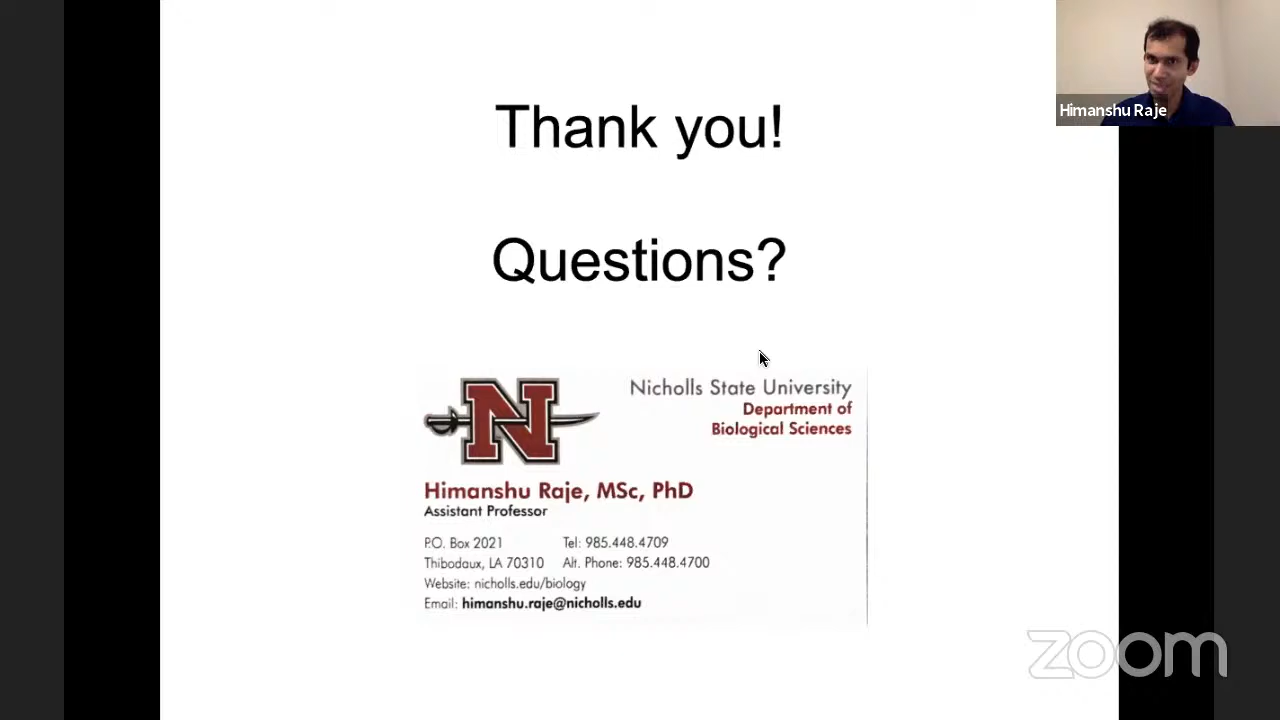 Thank you!
Himanshu Raje
Questions?
N
Nicholls State University
Department of
Biological Sciences
Himanshu Raje, MSc, PhD
Assistant Professor
P.O. Box 2021 Tel: 985.448.4709
Thibodaux, LA 70310 Alt. Phone: 985.448.4700
Website: nicholls.edu/biology
Email: himanshu.raje@nicholls.edu
zoom